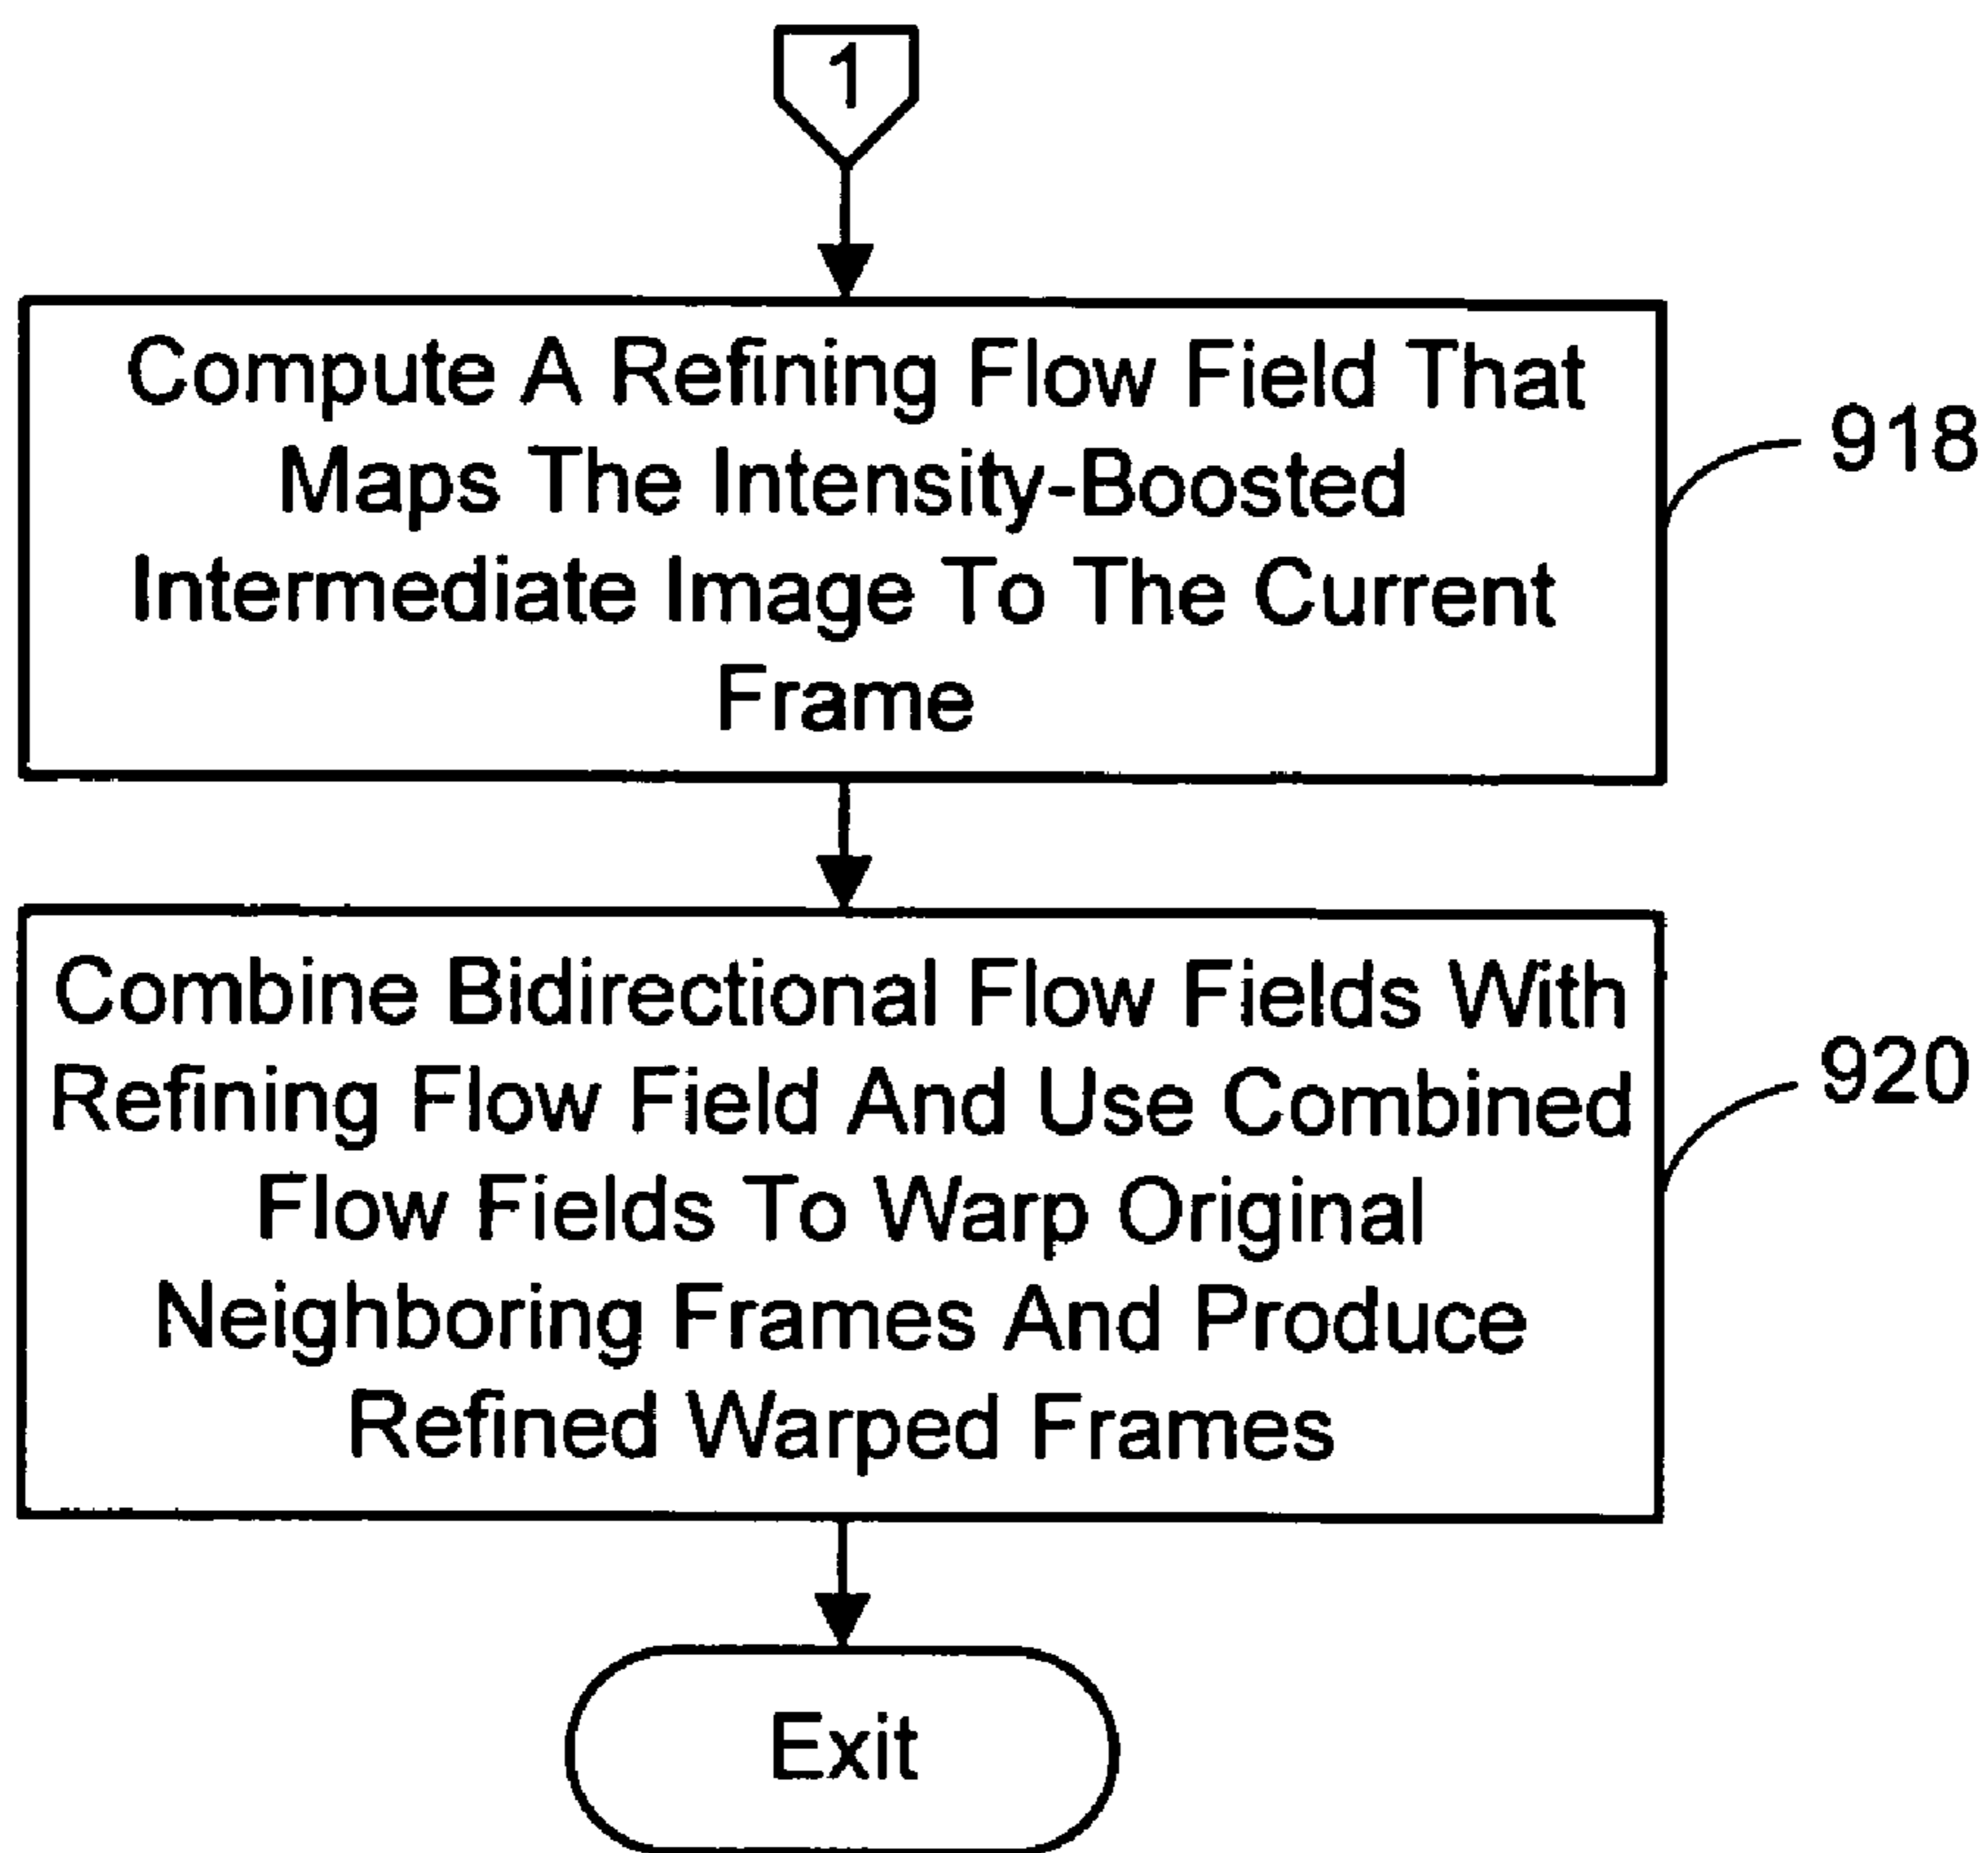 1
Compute A Refining Flow Field That
Maps The Intensity-Boosted
Intermediate Image To The Current
Frame
918
Combine Bidirectional Flow Fields With
Refining Flow Field And Use Combined
Flow Fields To Warp Original
Neighboring Frames And Produce
Refined Warped Frames
920
Exit